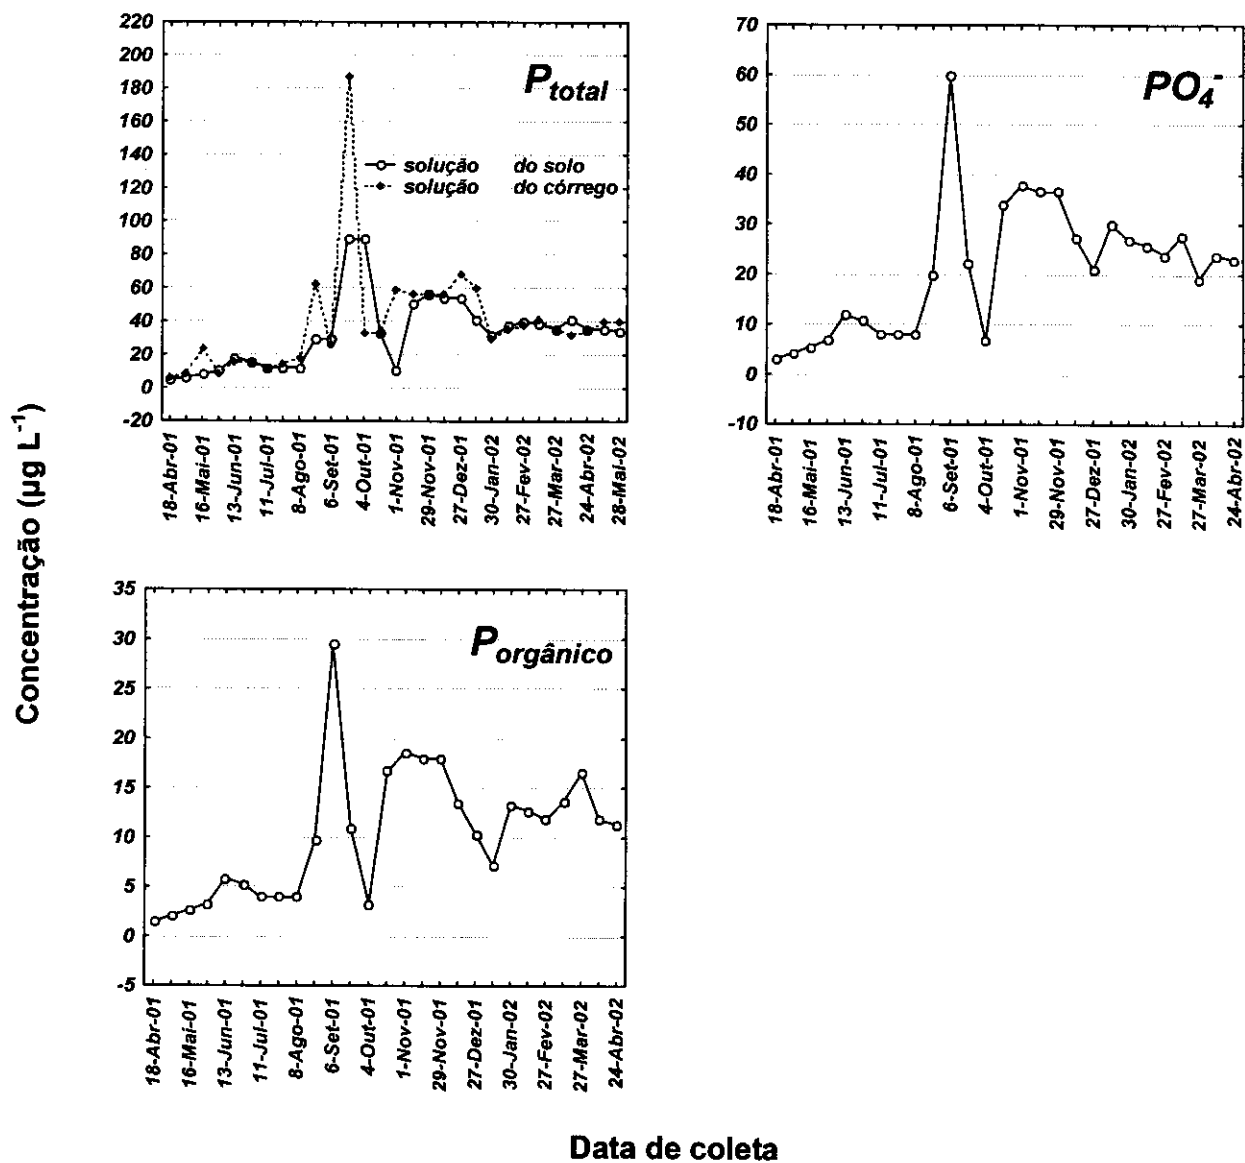 220
200
180
160
140
120
100
80
60
40
20
0
-20
P total
solução do solo
solução do córrego
18-Abr-01
16-Mai-01
13-Jun-01
11-Jul-01
8-Ago-01
6-Set-01
4-Out-01
1-Nov-01
29-Nov-01
27-Dez-01
30-Jan-02
27-Fev-02
27-Mar-02
24-Abr-02
28-Mai-02
70
60
50
40
30
20
10
0
-10
PO4-
18-Abr-01
16-Mai-01
13-Jun-01
11-Jul-01
8-Ago-01
6-Set-01
4-Out-01
1-Nov-01
29-Nov-01
27-Dez-01
30-Jan-02
27-Fev-02
27-Mar-02
24-Abr-02
Concentração (µg L-1)
35
30
25
20
15
10
5
0
-5
P orgânico
18-Abr-01
16-Mai-01
13-Jun-01
11-Jul-01
8-Ago-01
6-Set-01
4-Out-01
1-Nov-01
29-Nov-01
27-Dez-01
30-Jan-02
27-Fev-02
27-Mar-02
24-Abr-02
Data de coleta